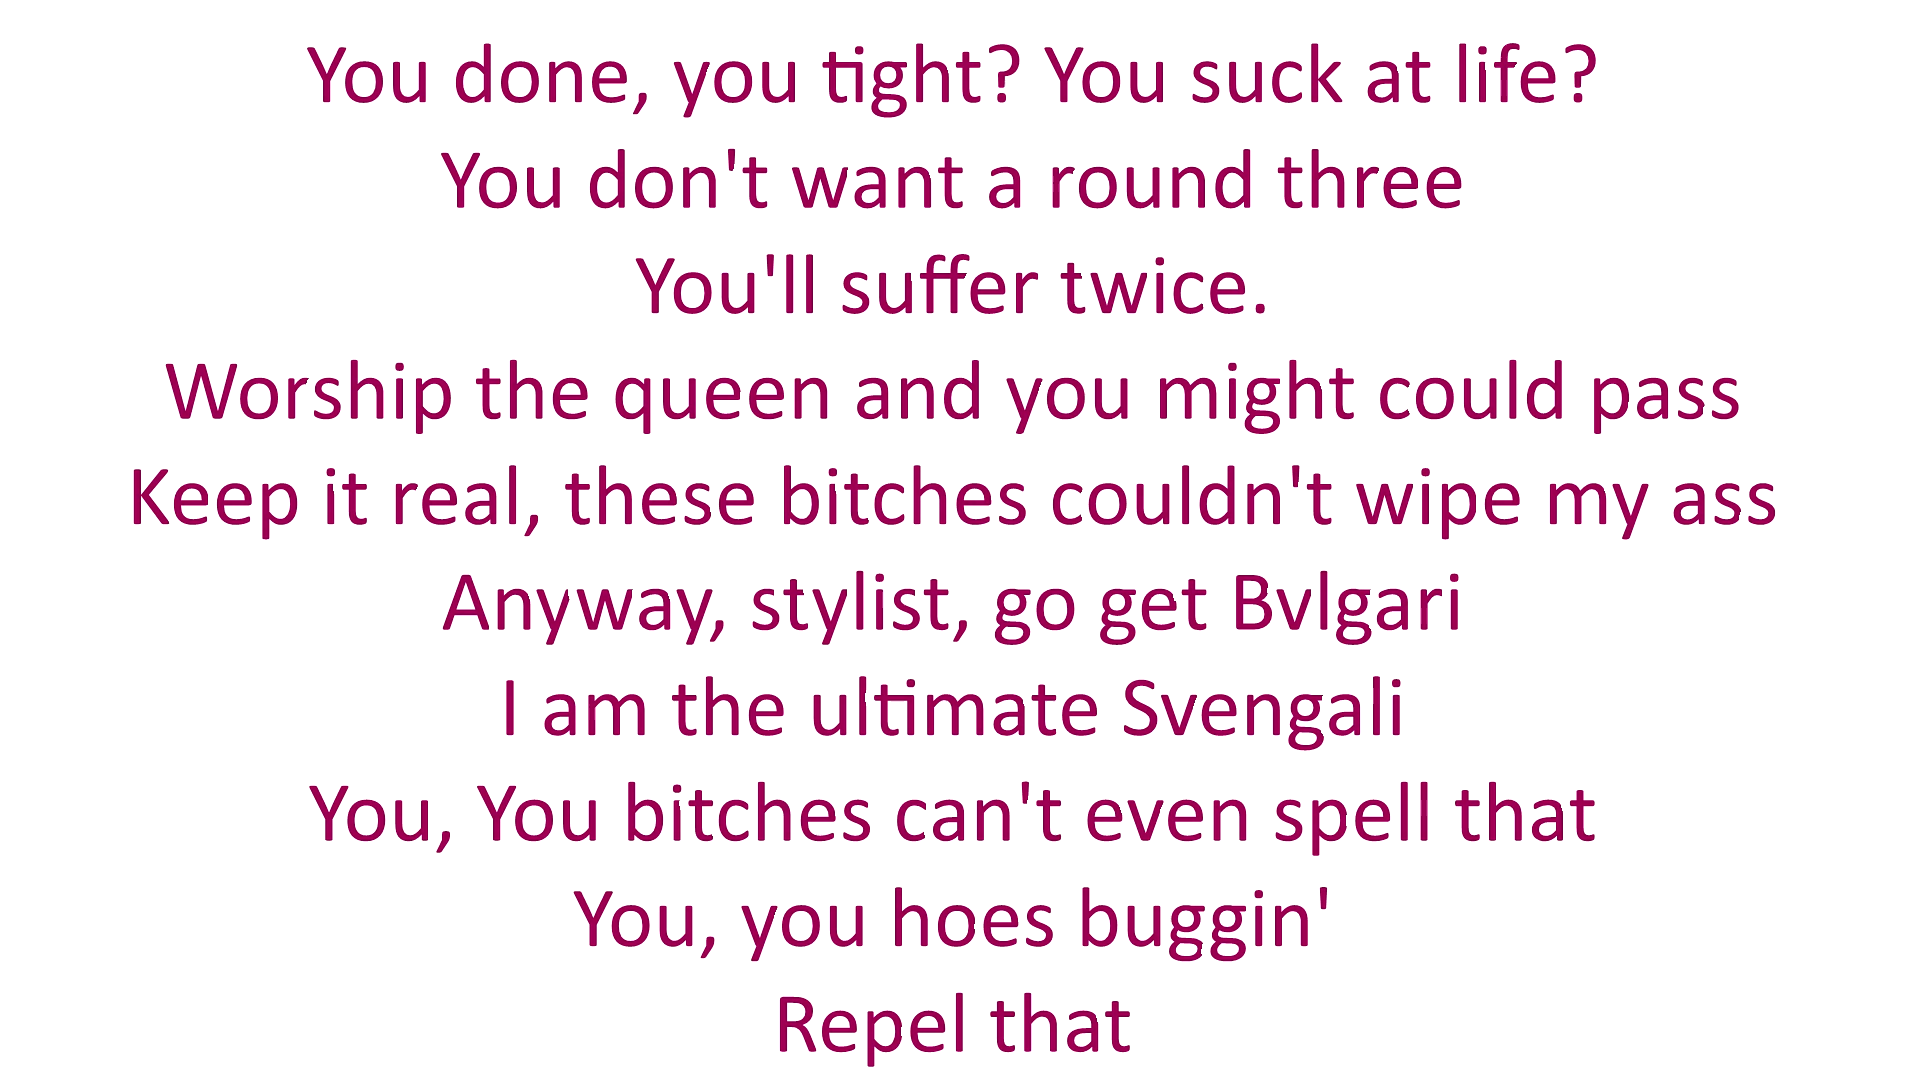 You done, you tight? You suck at life?
You don't want a round three
You'll suffer twice.
Worship the queen and you might could pass
Keep it real, these bitches couldn't wipe my ass
Anyway, stylist, go get Bvlgari
I am the ultimate Svengali
You, You bitches can't even spell that
You, you hoes buggin'
Repel that